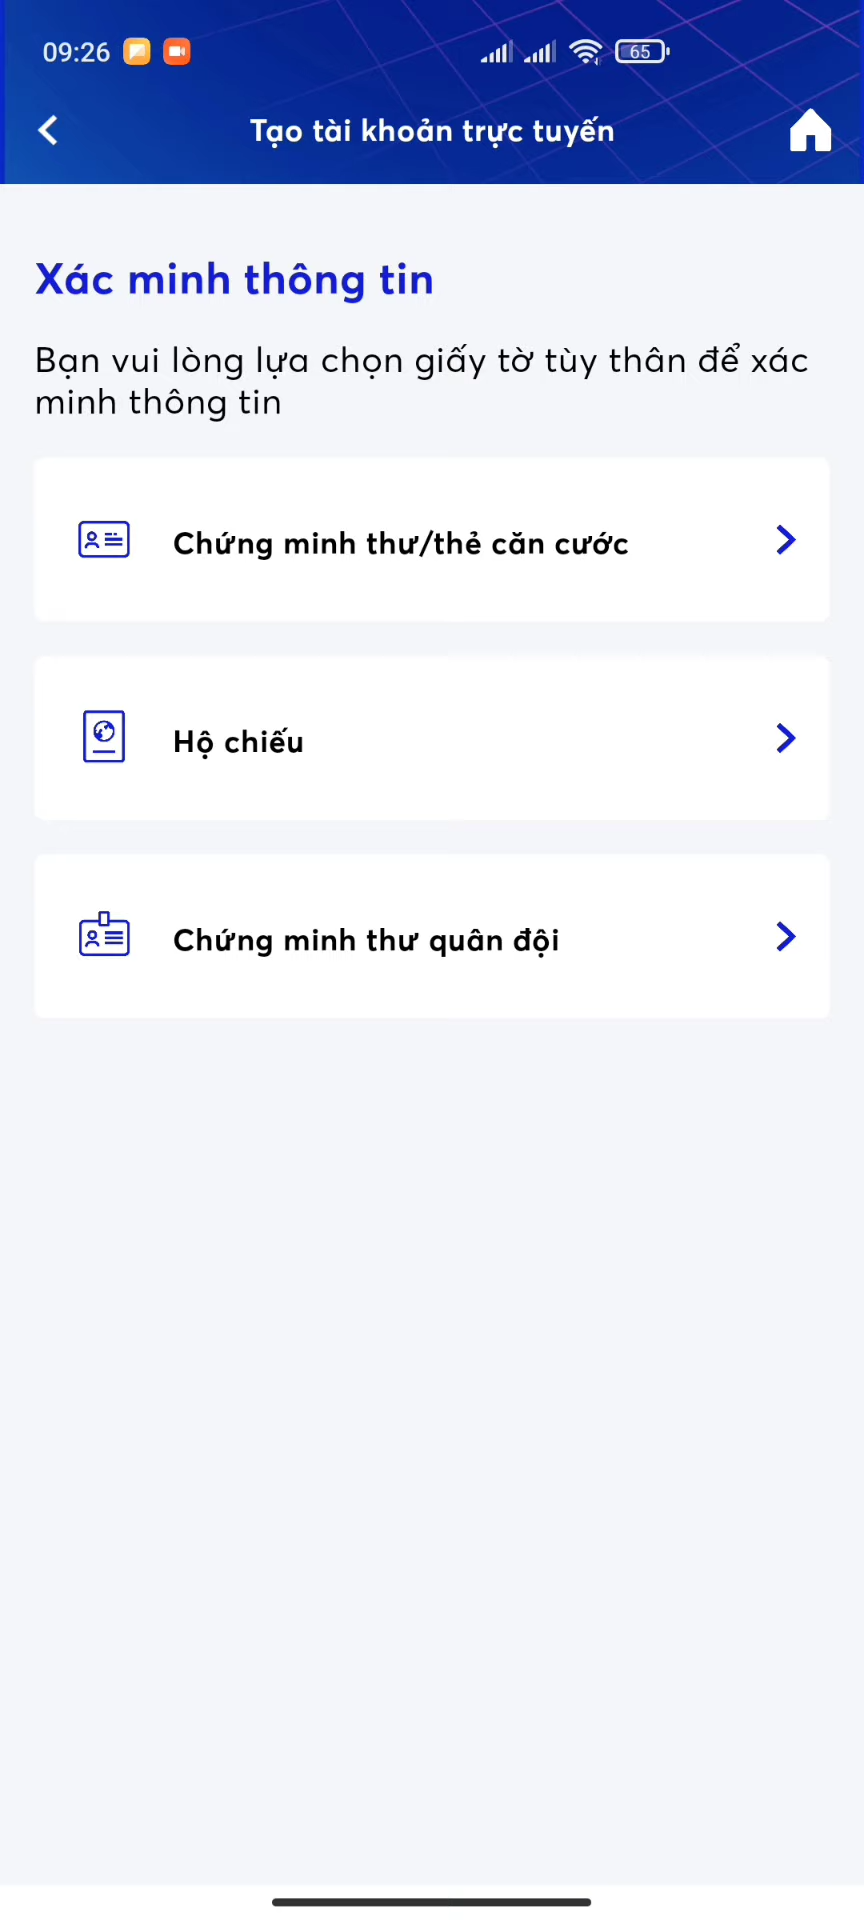 09:26
65
Tạo tài khoản trực tuyến
Xác minh thông tin
Bạn vui lòng lựa chọn giấy tờ tùy thân để xác
minh thông tin
Chứng minh thư/thẻ căn cước
Hộ chiếu
Chứng minh thư quân đội